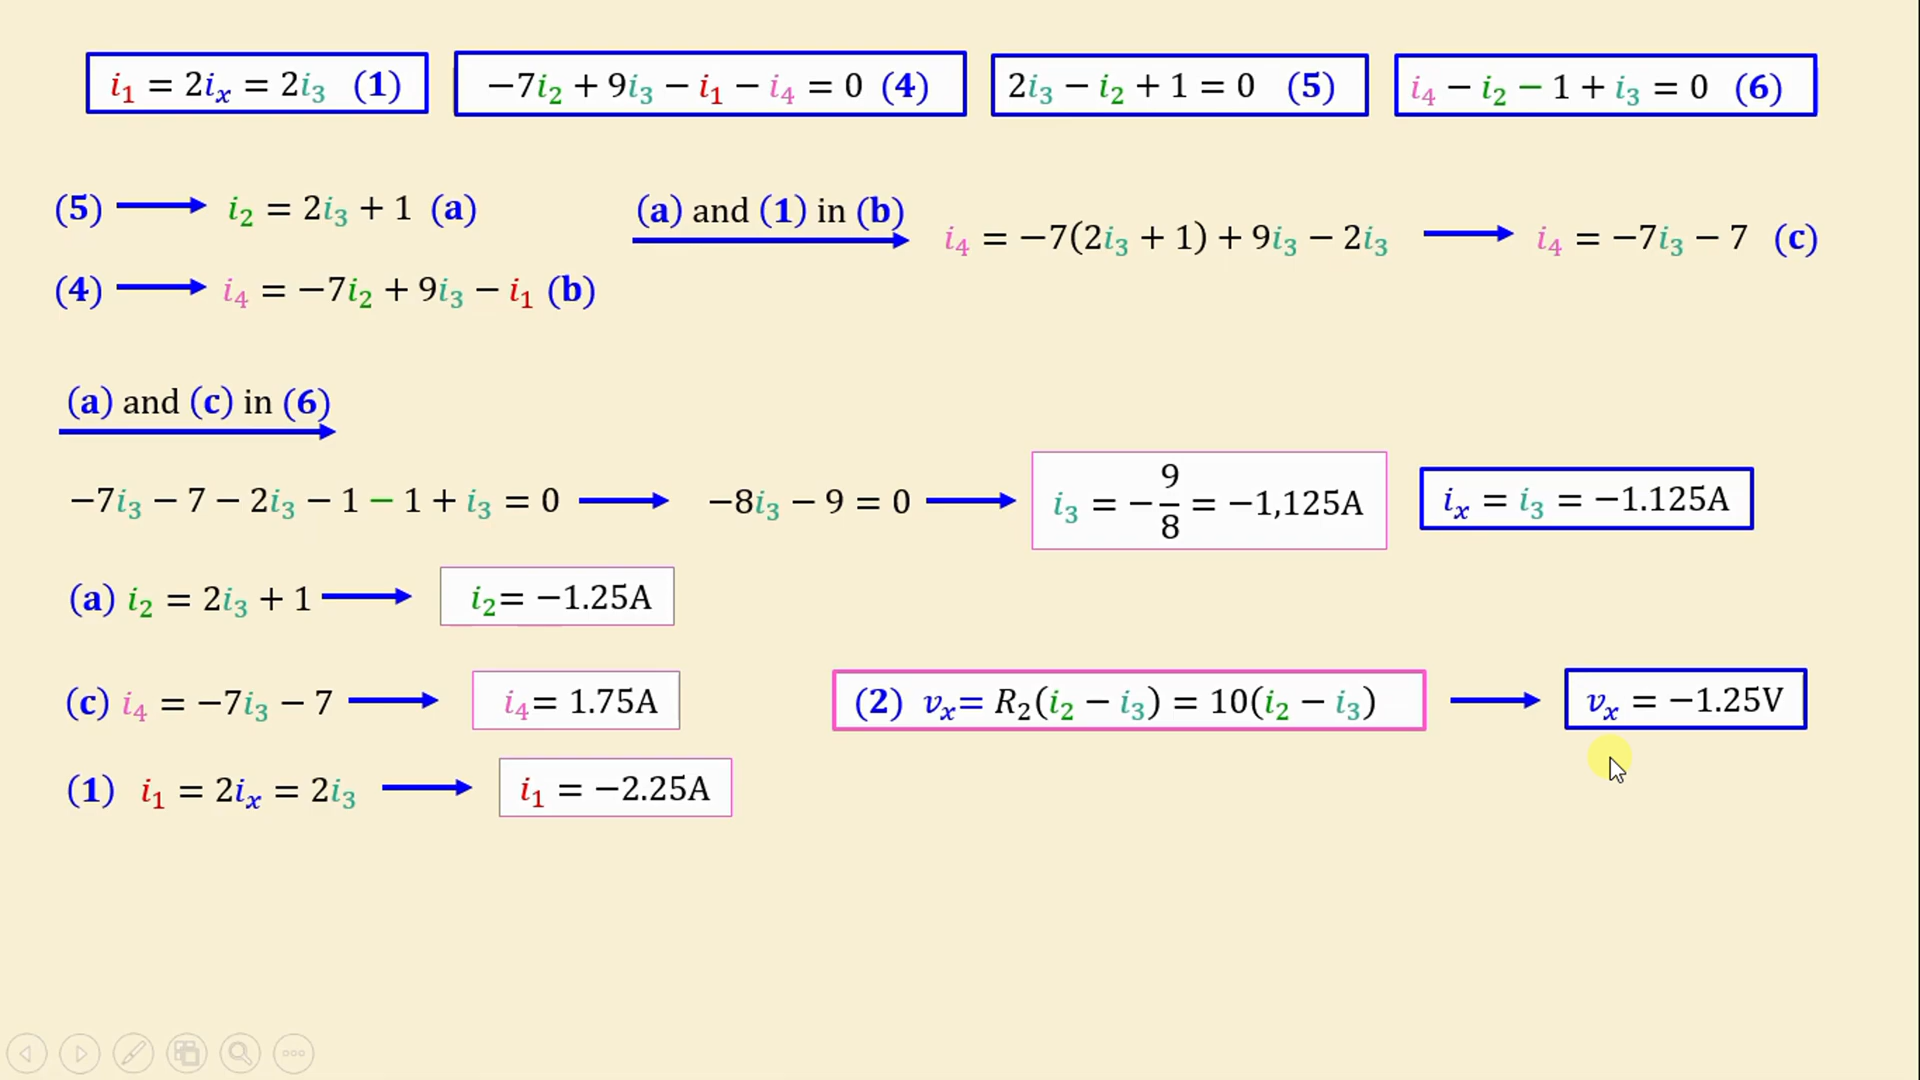 i₁ = 2iₓ = 2i₃ (1)
−7i₂ + 9i₃ − i₁ − i₄ = 0 (4)
2i₃ − i₂ + 1 = 0 (5)
i₄ − i₂ − 1 + i₃ = 0 (6)
(5) → i₂ = 2i₃ + 1 (a)
(4) → i₄ = −7i₂ + 9i₃ − i₁ (b)
(a) and (1) in (b)
i₄ = −7(2i₃ + 1) + 9i₃ − 2i₃ → i₄ = −7i₃ − 7 (c)
(a) and (c) in (6)
−7i₃ − 7 − 2i₃ − 1 − 1 + i₃ = 0 → −8i₃ − 9 = 0 → i₃ = −9/8 = −1,125A
iₓ = i₃ = −1.125A
(a) i₂ = 2i₃ + 1 → i₂= −1.25A
(c) i₄ = −7i₃ − 7 → i₄= 1.75A
(2) vₓ= R₂(i₂ − i₃) = 10(i₂ − i₃) → vₓ = −1.25V
(1) i₁ = 2iₓ = 2i₃ → i₁ = −2.25A